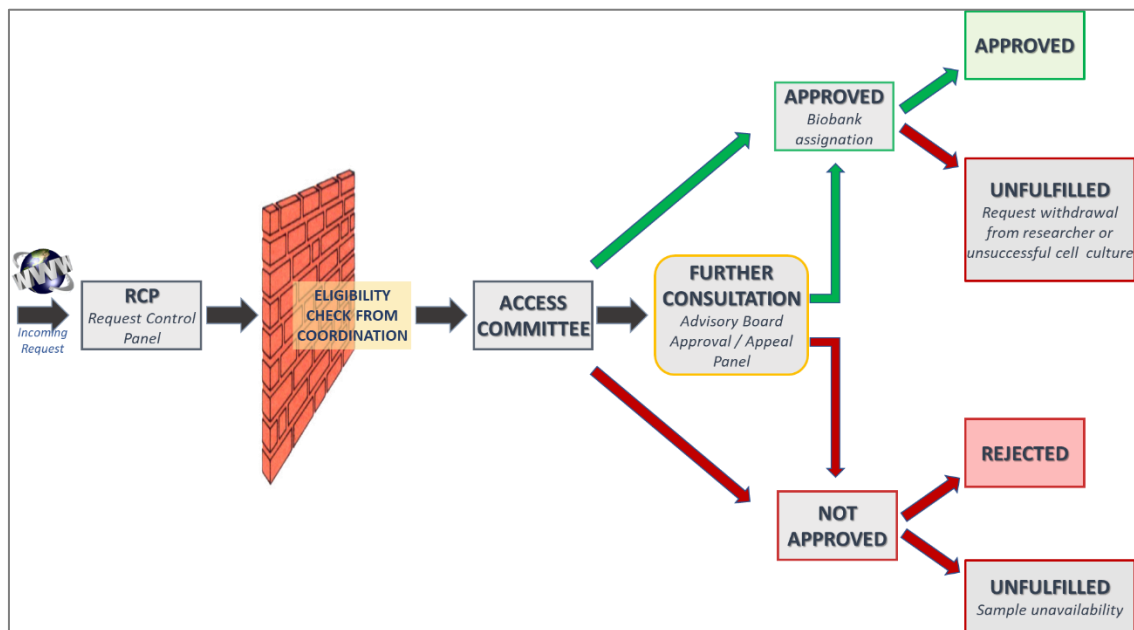 WWW
Incoming
Request
RCP
Request Control
Panel
ELIGIBILITY
CHECK FROM
COORDINATION
ACCESS
COMMITTEE
FURTHER
CONSULTATION
Advisory Board
Approval / Appeal
Panel
APPROVED
Biobank
assignation
APPROVED
UNFULFILLED
Request withdrawal
from researcher or
unsuccessful cell culture
NOT
APPROVED
REJECTED
UNFULFILLED
Sample unavailability